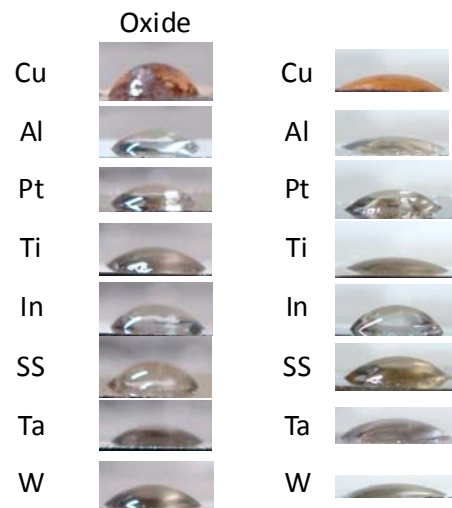 Oxide
Cu Cu
Al Al
Pt Pt
Ti Ti
In In
SS SS
Ta Ta
W W